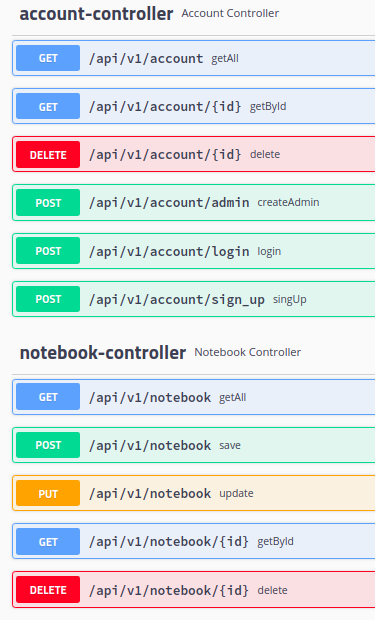 account-controller Account Controller
GET /api/v1/account getAll
GET /api/v1/account/{id} getById
DELETE /api/v1/account/{id} delete
POST /api/v1/account/admin createAdmin
POST /api/v1/account/login login
POST /api/v1/account/sign_up singUp
notebook-controller Notebook Controller
GET /api/v1/notebook getAll
POST /api/v1/notebook save
PUT /api/v1/notebook update
GET /api/v1/notebook/{id} getById
DELETE /api/v1/notebook/{id} delete